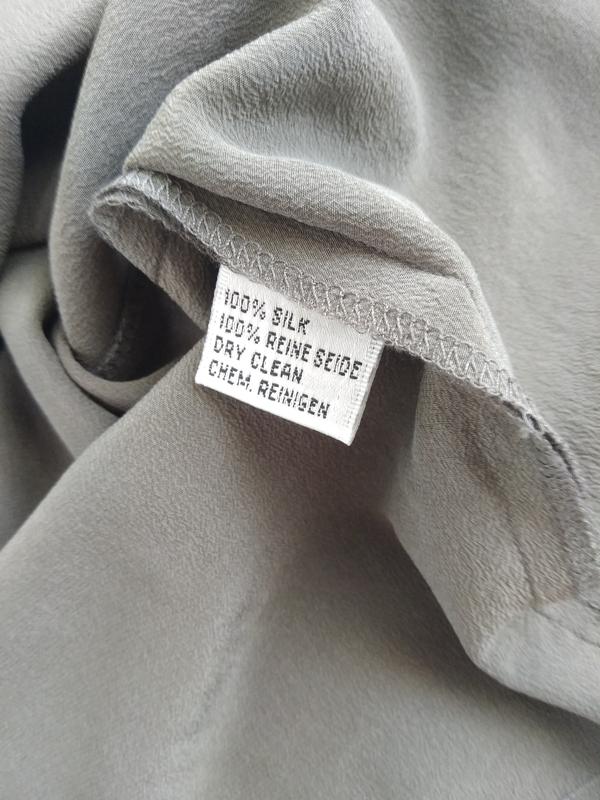 100% SILK
100% REINE SEIDE
DRY CLEAN
CHEM. REINIGEN